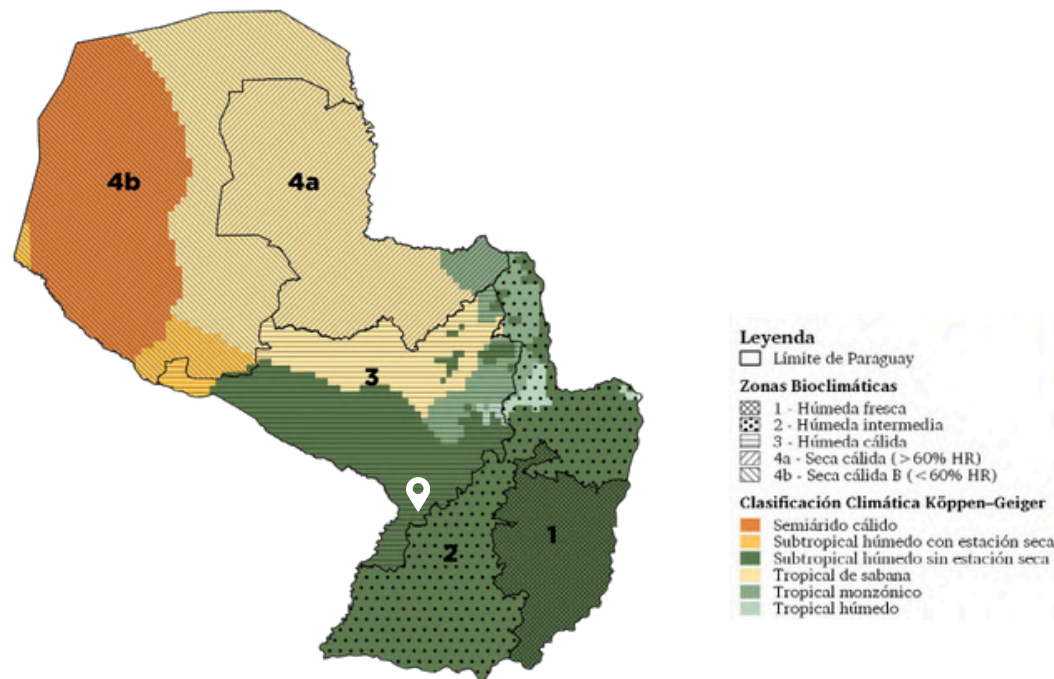 4b
4a
3
2
1
Leyenda
Límite de Paraguay
Zonas Bioclimáticas
1 - Húmeda fresca
2 - Húmeda intermedia
3 - Húmeda cálida
4a - Seca cálida (>60% HR)
4b - Seca cálida B (<60% HR)
Clasificación Climática Köppen–Geiger
Semiárido cálido
Subtropical húmedo con estación seca
Subtropical húmedo sin estación seca
Tropical de sabana
Tropical monzónico
Tropical húmedo